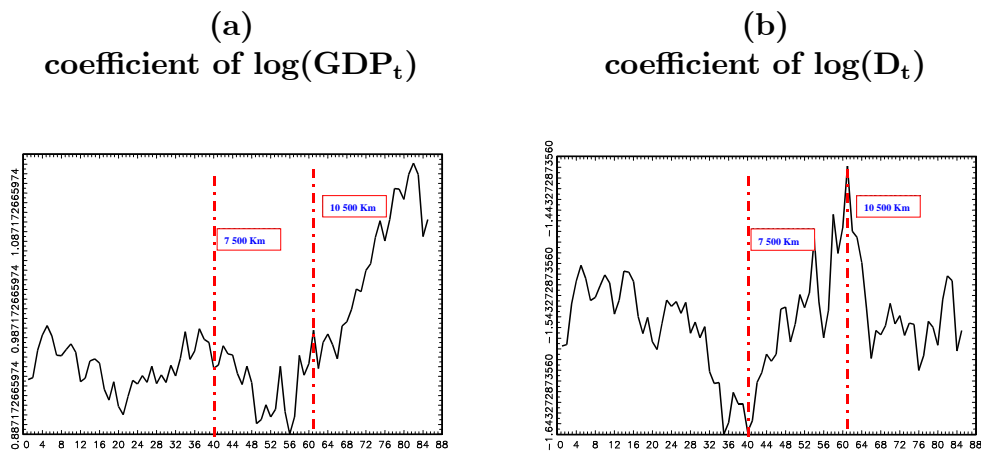 (a)
coefficient of log(GDPₜ)
0.887172665974 0.987172665974 1.087172665974
7 500 Km
10 500 Km
0 4 8 12 16 20 24 28 32 36 40 44 48 52 56 60 64 68 72 76 80 84 88
(b)
coefficient of log(Dₜ)
−1.643272873560 −1.543272873560 −1.443272873560
7 500 Km
10 500 Km
0 4 8 12 16 20 24 28 32 36 40 44 48 52 56 60 64 68 72 76 80 84 88